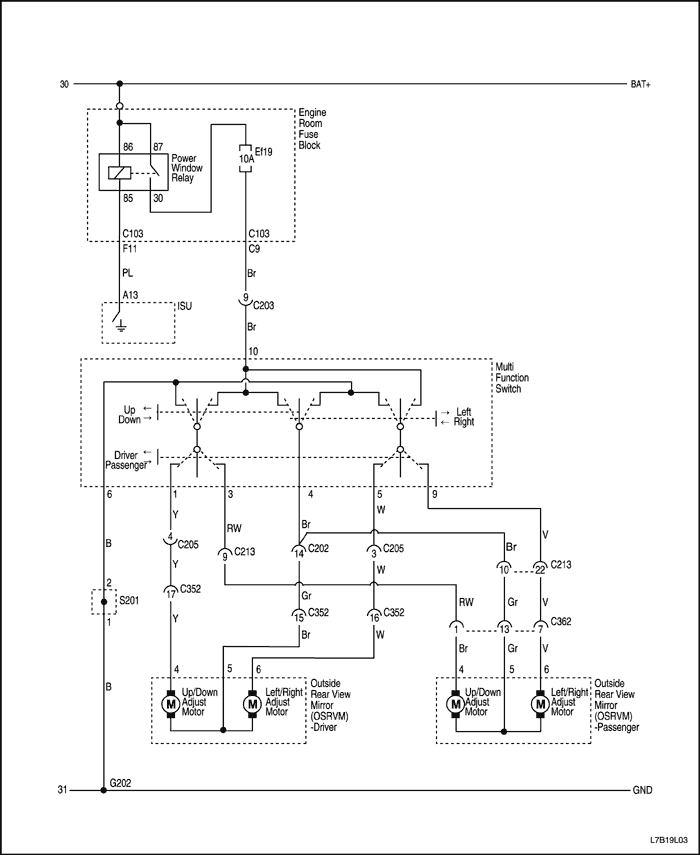 30 BAT+
Engine
Room
Fuse
Block
86 87
Power
Window
Relay
Ef19
10A
85 30
C103 C103
F11 C9
PL Br
A13
9 C203
ISU
Br
10
Multi
Function
Switch
Up ← → Left
Down → ← Right
Driver ←
Passenger →
6 1 3 4 5 9
Y W
RW Br V
B 4 C205 9 C213 14 C202 3 C205 Br 10 22 C213
Y W
2 17 C352 Gr RW Gr V
S201 15 C352 16 C352 1 13 7 C362
1 Y Br W Br Gr V
B 4 5 6 4 5 6
Up/Down
Adjust
Motor
M
Left/Right
Adjust
Motor
M
Outside
Rear View
Mirror
(OSRVM)
-Driver
Up/Down
Adjust
Motor
M
Left/Right
Adjust
Motor
M
Outside
Rear View
Mirror
(OSRVM)
-Passenger
G202
31 GND
L7B19L03